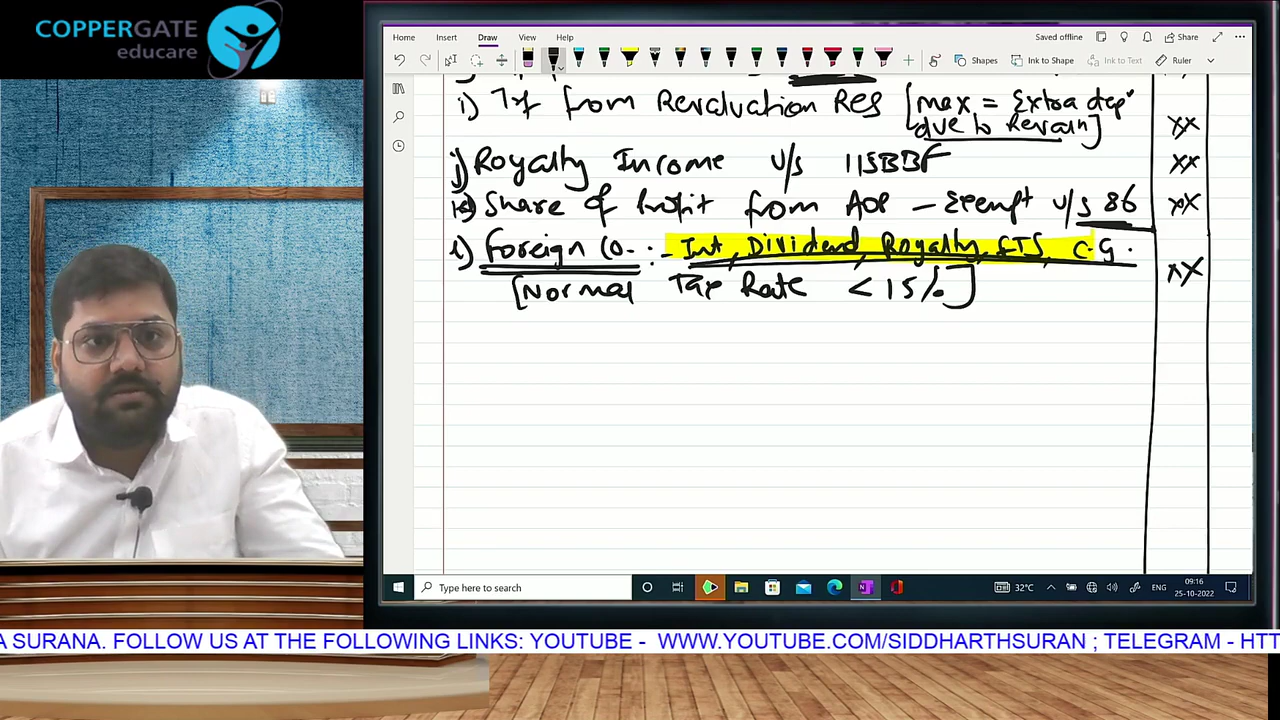 COPPERGATE
educare
Home Insert Draw View Help
Saved offline
Share
Shapes
Ink to Shape
Ink to Text
Ruler
i) Tsf from Revaluation Res [max = Extra dep"
due to Revaln] xx
j) Royalty Income u/s 115BBF xx
k) Share of Profit from AOP - Exempt u/s 86 xx
l) Foreign Co. :- Int, Dividend, Royalty, FTS, C.G. xx
[Normal Tax Rate < 15%]
Type here to search
32°C
ENG
09:16
25-10-2022
A SURANA. FOLLOW US AT THE FOLLOWING LINKS: YOUTUBE - WWW.YOUTUBE.COM/SIDDHARTHSURAN ; TELEGRAM - HTT